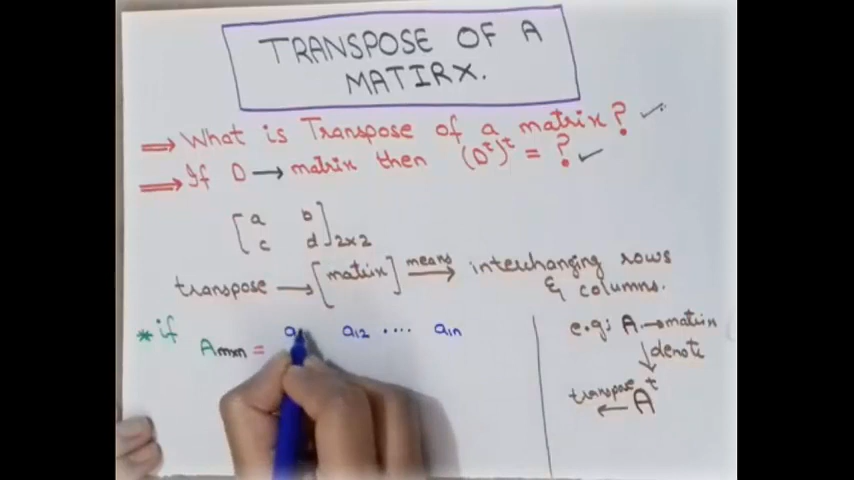 TRANSPOSE OF A
MATIRX.
⇒ What is Transpose of a matrix? ✓
⇒ If D → matrix then (Dᵗ)ᵗ = ? ✓
[a b
c d]2x2
transpose → [matrix] means → interchanging rows
& columns.
* if
Amxn = a a12 .... a1n
e.g: A → matrix
↓ denote
transpose ← Aᵗ